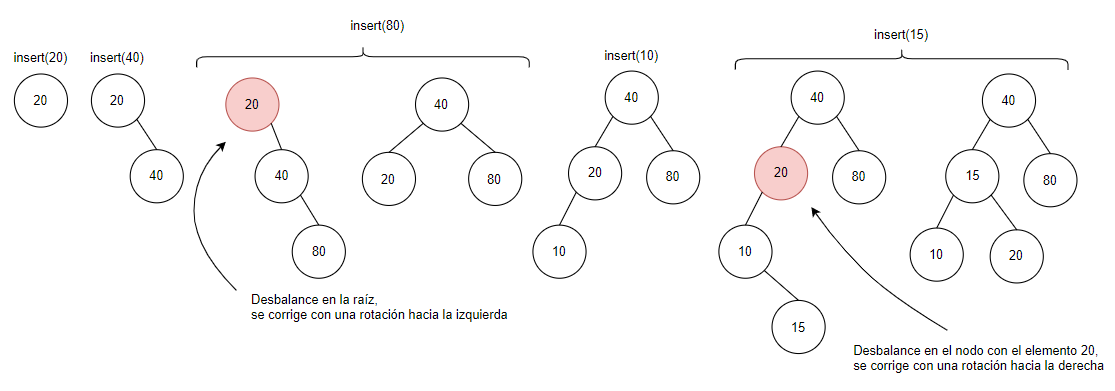 insert(20)
20
insert(40)
20
40
insert(80)
20
40
80
40
20
80
Desbalance en la raíz,
se corrige con una rotación hacia la izquierda
insert(10)
40
20
80
10
insert(15)
40
20
80
10
15
40
15
80
10
20
Desbalance en el nodo con el elemento 20,
se corrige con una rotación hacia la derecha